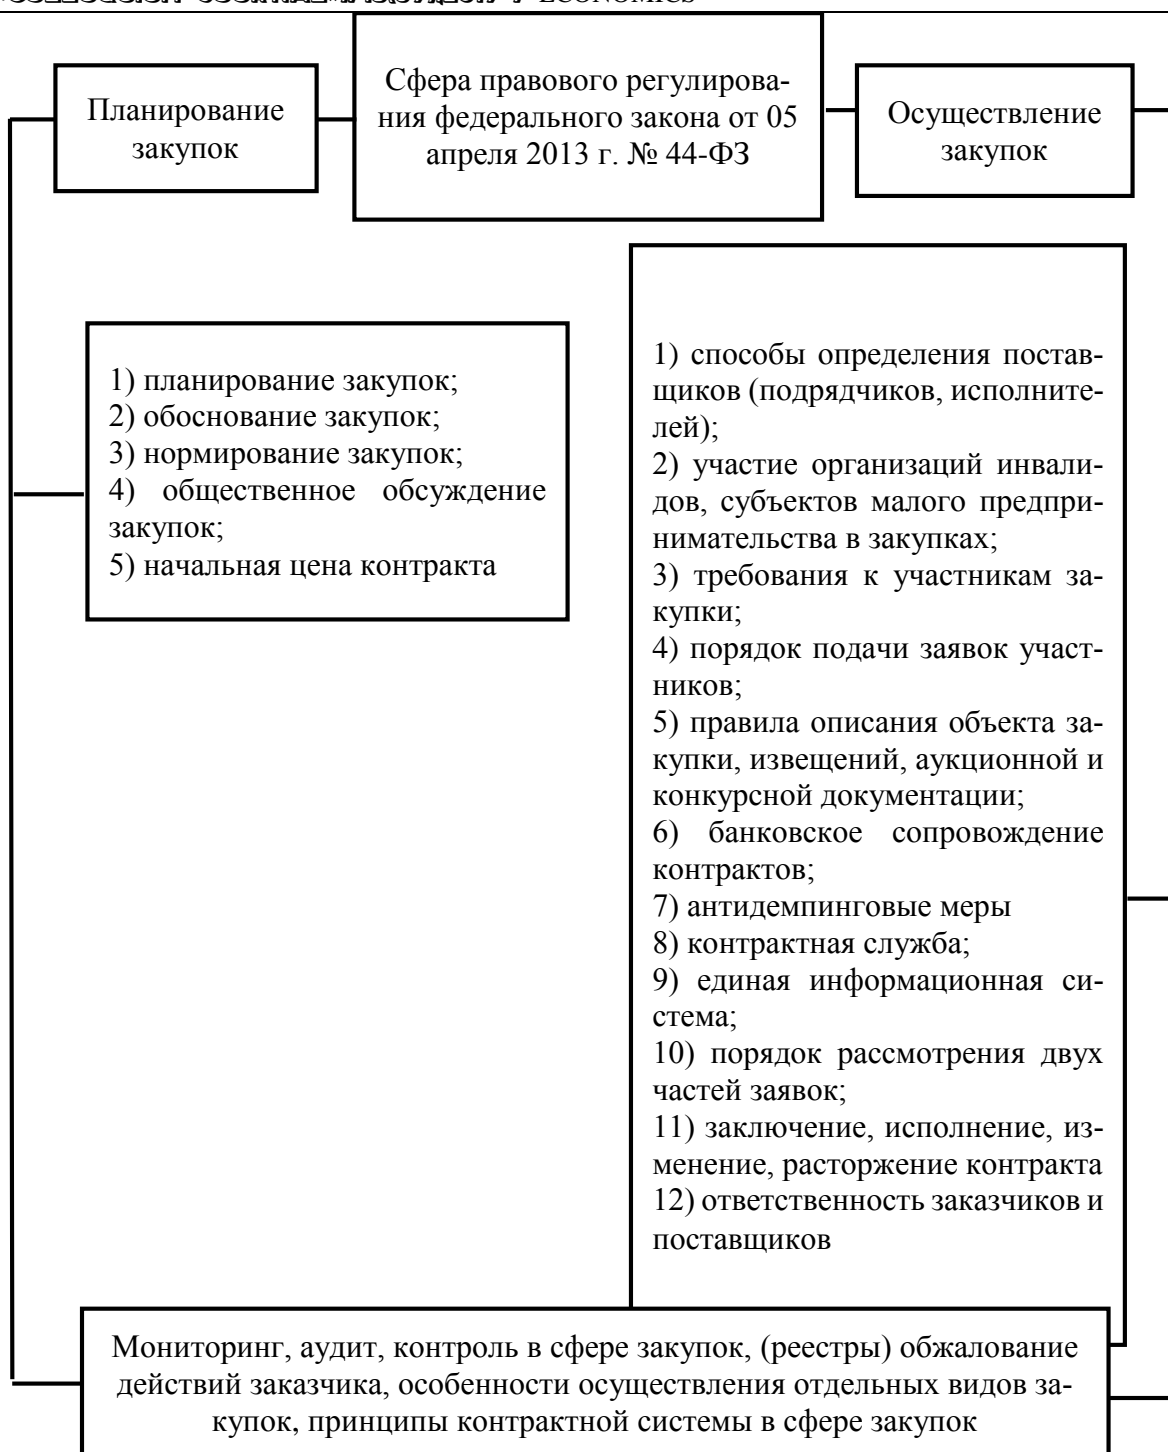 ECONOMICS
Планирование
закупок
Сфера правового регулирова-
ния федерального закона от 05
апреля 2013 г. № 44-ФЗ
Осуществление
закупок
1) планирование закупок;
2) обоснование закупок;
3) нормирование закупок;
4) общественное обсуждение
закупок;
5) начальная цена контракта
1) способы определения постав-
щиков (подрядчиков, исполните-
лей);
2) участие организаций инвали-
дов, субъектов малого предпри-
нимательства в закупках;
3) требования к участникам за-
купки;
4) порядок подачи заявок участ-
ников;
5) правила описания объекта за-
купки, извещений, аукционной и
конкурсной документации;
6) банковское сопровождение
контрактов;
7) антидемпинговые меры
8) контрактная служба;
9) единая информационная си-
стема;
10) порядок рассмотрения двух
частей заявок;
11) заключение, исполнение, из-
менение, расторжение контракта
12) ответственность заказчиков и
поставщиков
Мониторинг, аудит, контроль в сфере закупок, (реестры) обжалование
действий заказчика, особенности осуществления отдельных видов за-
купок, принципы контрактной системы в сфере закупок